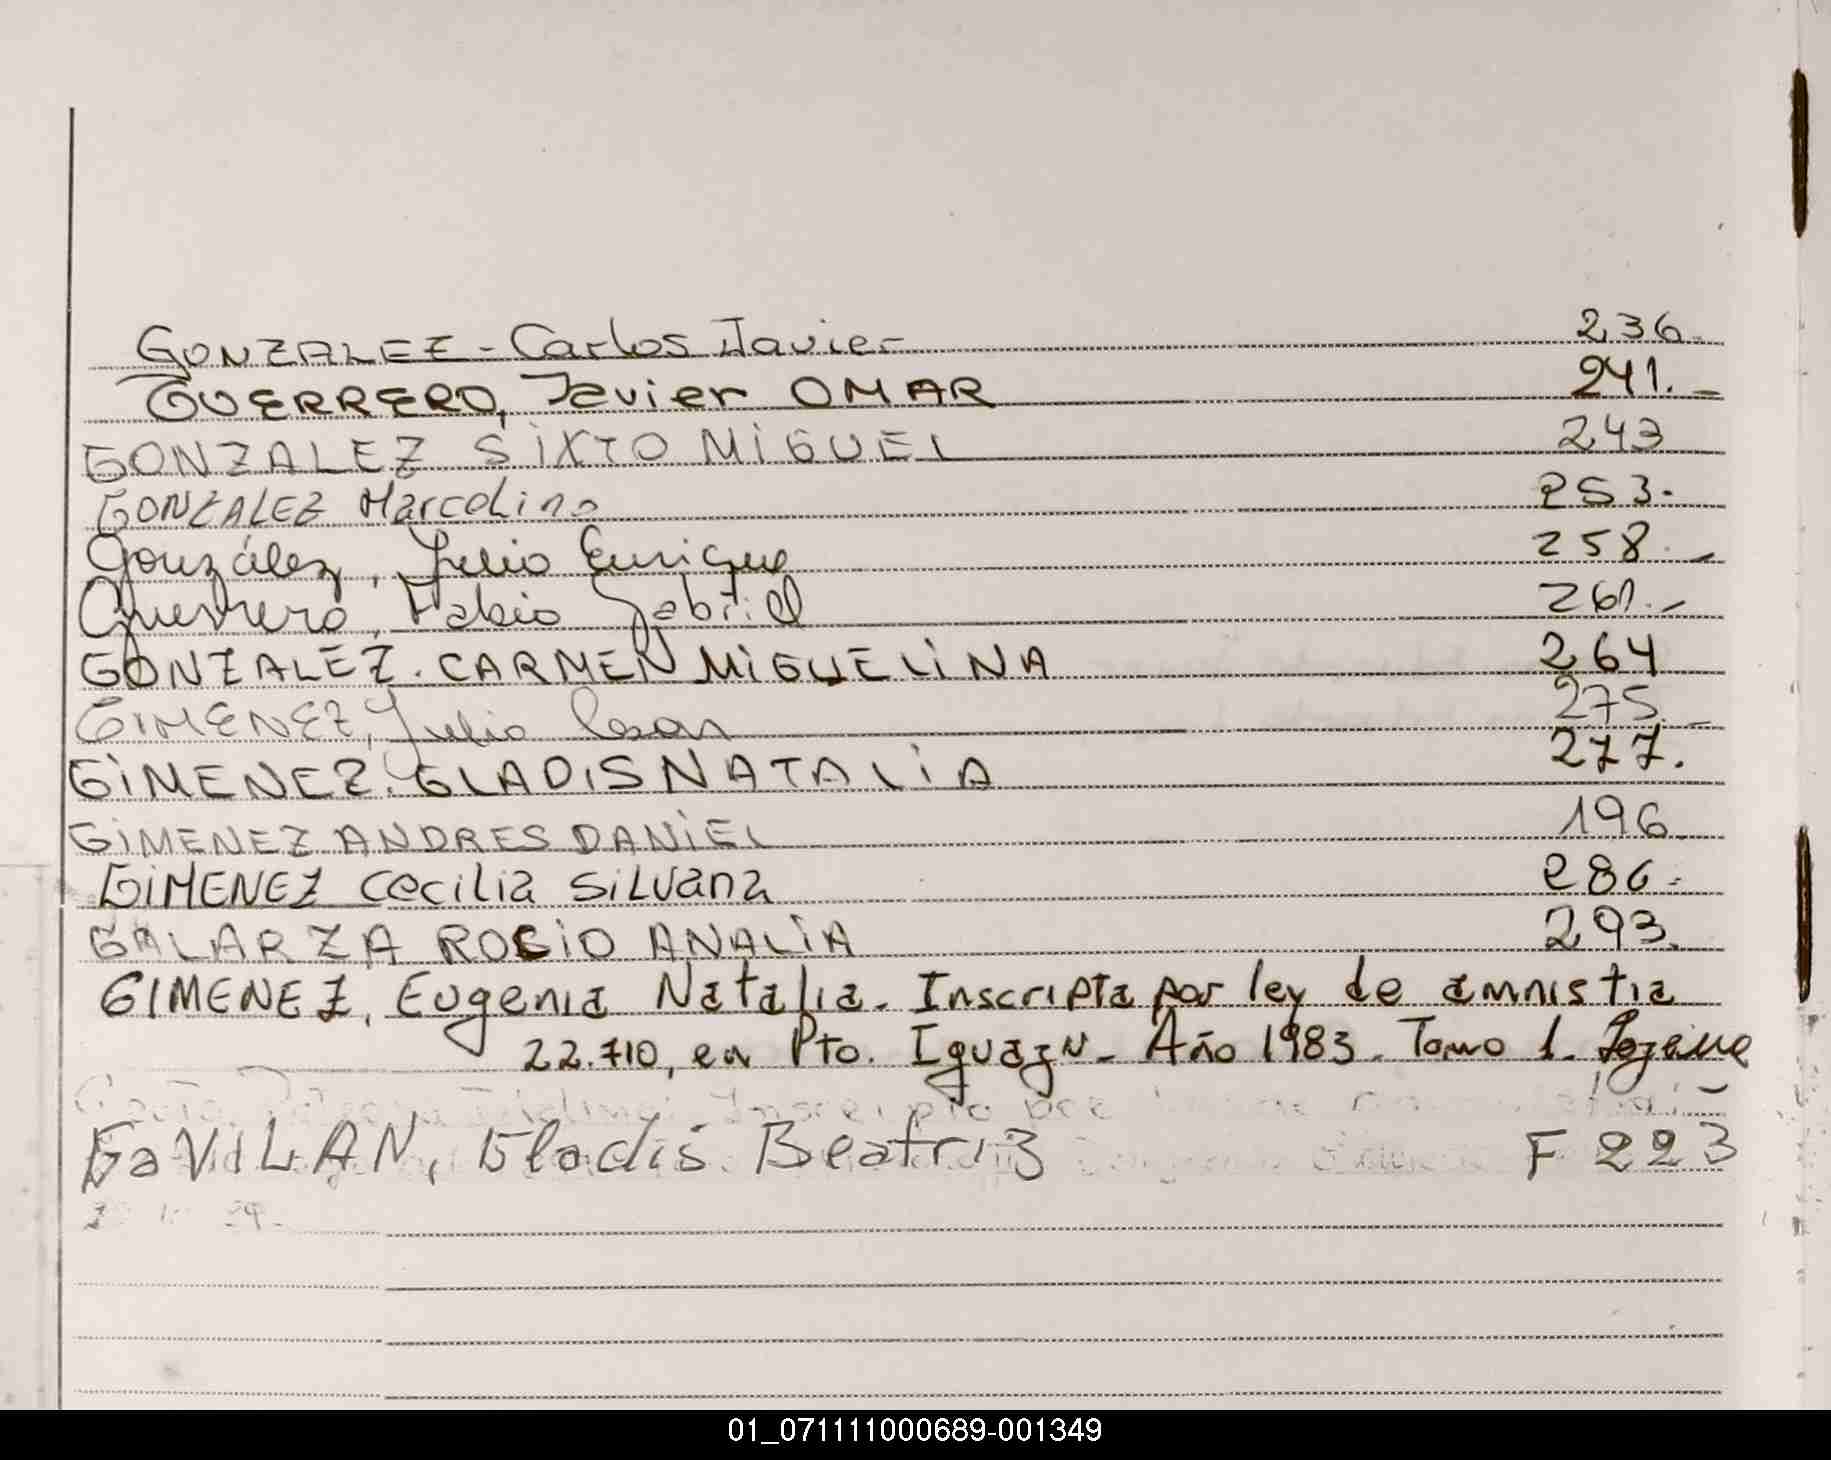 GONZALEZ - Carlos Javier 236.
GUERRERO, Javier OMAR 241.-
GONZALEZ SIXTO MIGUEL 243
GONZALEZ Marcelino 253.
González, Julio Enrique 258.-
Guerrero, Fabio Gabriel 261.-
GONZALEZ. CARMEN MIGUELINA 264
GIMENEZ, Julio Cesar 275.-
GIMENEZ. GLADIS NATALIA 277.
GIMENEZ ANDRES DANIEL 196
GIMENEZ Cecilia Silvana 286.
GALARZA ROCIO ANALIA 293.
GIMENEZ, Eugenia Natalia. Inscripta por ley de amnistia
22.710, en Pto. Iguazu - Año 1983. Tomo 1.
GaVILAN, Gladis Beatriz F 223
01_071111000689-001349